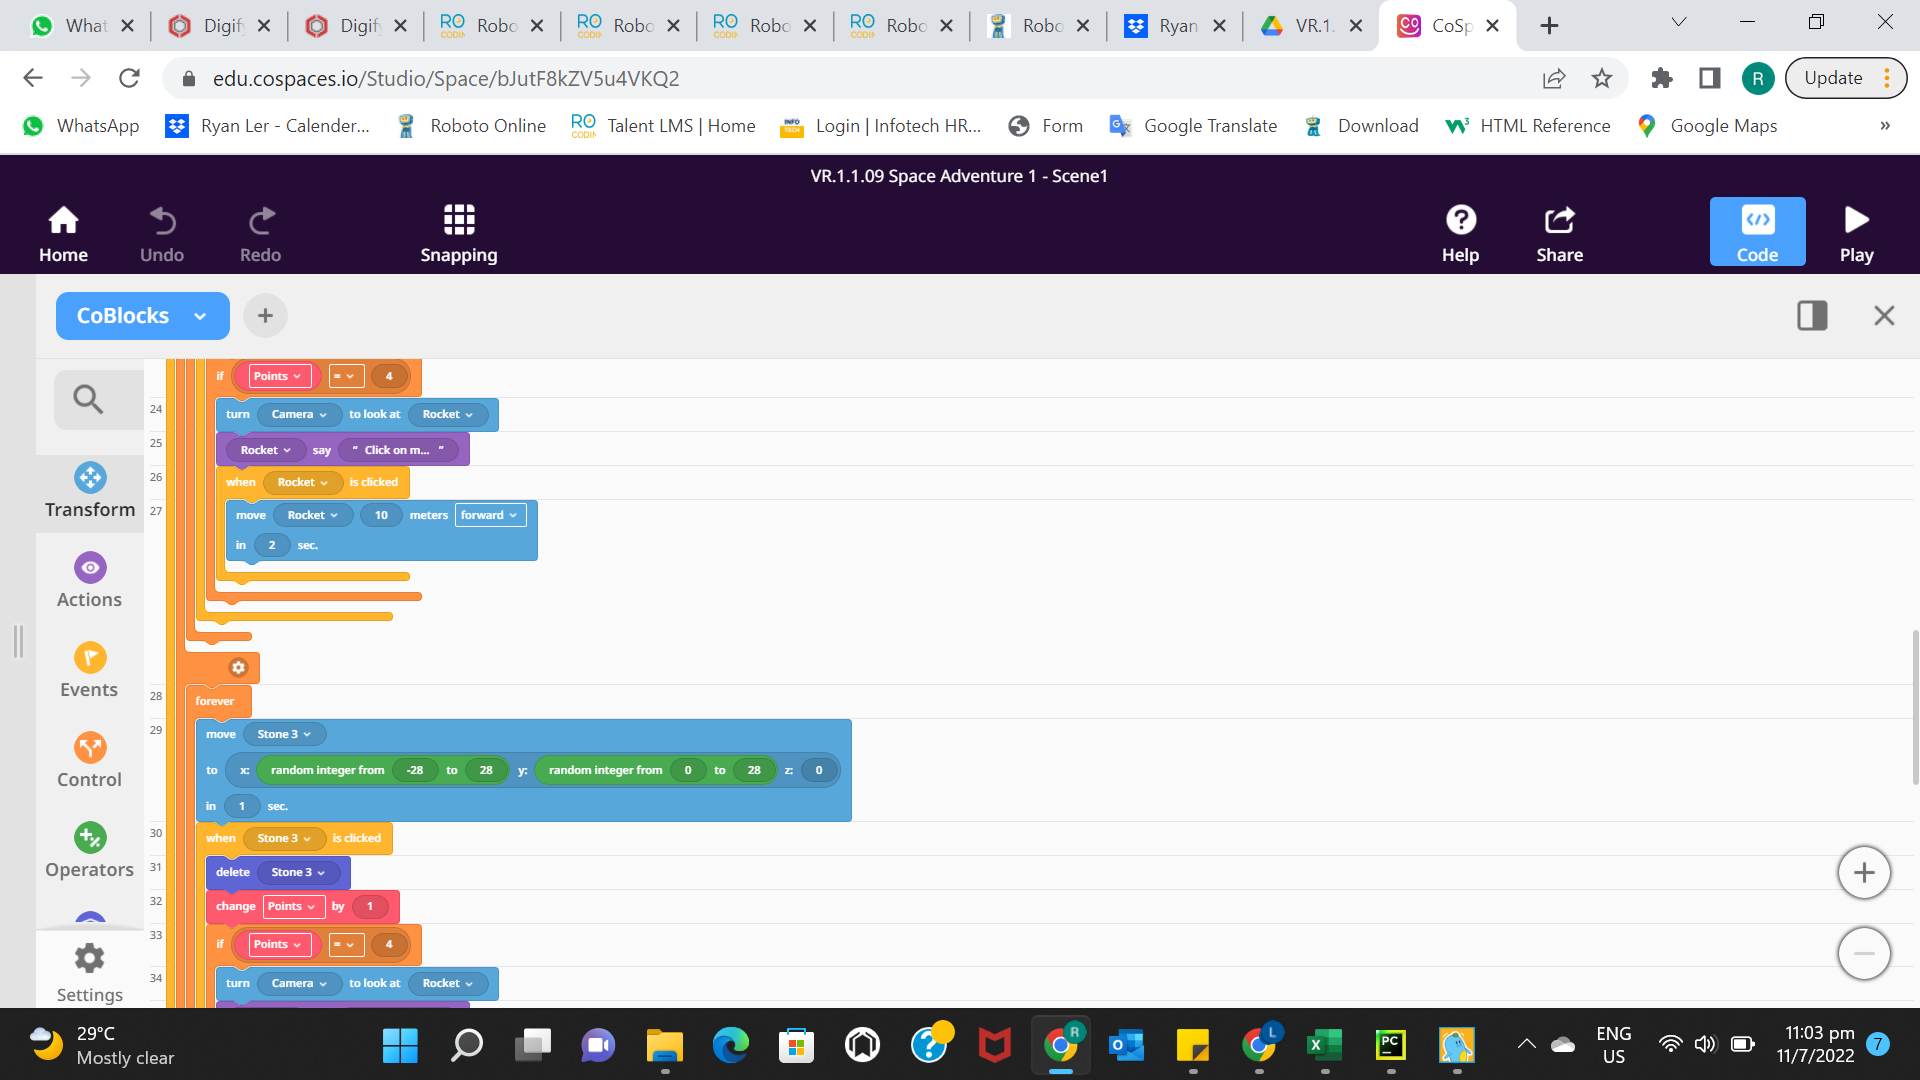 What
Digify
Digify
Robo
Robo
Robo
Robo
Robo
Ryan
VR.1.
CoSp
edu.cospaces.io/Studio/Space/bJutF8kZV5u4VKQ2
R
Update
WhatsApp
Ryan Ler - Calender...
Roboto Online
Talent LMS | Home
Login | Infotech HR...
Form
Google Translate
Download
HTML Reference
Google Maps
»
VR.1.1.09 Space Adventure 1 - Scene1
Home
Undo
Redo
Snapping
Help
Share
Code
Play
CoBlocks
Transform
Actions
Events
Control
Operators
Settings
if Points = 4
24 turn Camera to look at Rocket
25 Rocket say " Click on m... "
26 when Rocket is clicked
27 move Rocket 10 meters forward
in 2 sec.
28 forever
29 move Stone 3
to x: random integer from -28 to 28 y: random integer from 0 to 28 z: 0
in 1 sec.
30 when Stone 3 is clicked
31 delete Stone 3
32 change Points by 1
33 if Points = 4
34 turn Camera to look at Rocket
29°C
Mostly clear
ENG
US
11:03 pm
11/7/2022
7